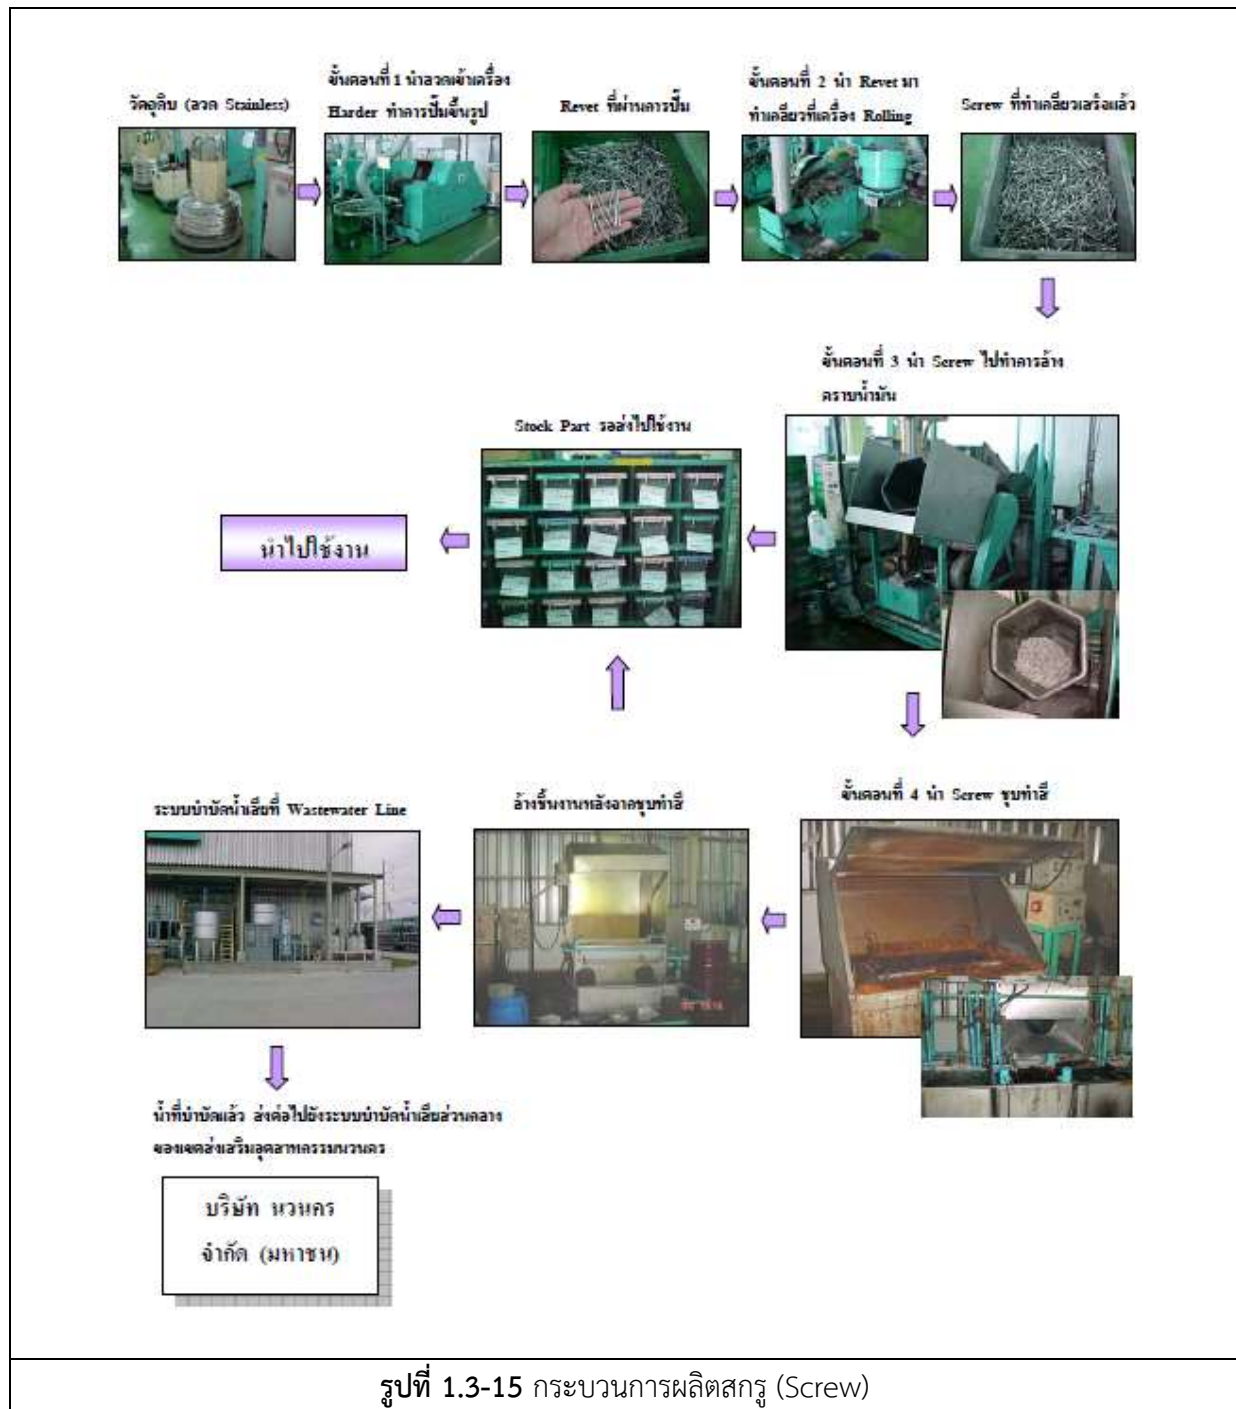 วัตถุดิบ (ลวด Stainless)
ขั้นตอนที่ 1 นำลวดเข้าเครื่อง
Harder ทำการปั๊มขึ้นรูป
Revet ที่ผ่านการปั๊ม
ขั้นตอนที่ 2 นำ Revet มา
ทำเกลียวที่เครื่อง Rolling
Screw ที่ทำเกลียวเสร็จแล้ว
ขั้นตอนที่ 3 นำ Screw ไปทำการล้าง
คราบน้ำมัน
Stock Part รอส่งไปใช้งาน
นำไปใช้งาน
ระบบบำบัดน้ำเสียที่ Wastewater Line
ล้างชิ้นงานหลังจากชุบทำสี
ขั้นตอนที่ 4 นำ Screw ชุบทำสี
น้ำที่บำบัดแล้ว ส่งต่อไปยังระบบบำบัดน้ำเสียส่วนกลาง
ของเขตส่งเสริมอุตสาหกรรมนวนคร
บริษัท นวนคร
จำกัด (มหาชน)
รูปที่ 1.3-15 กระบวนการผลิตสกรู (Screw)